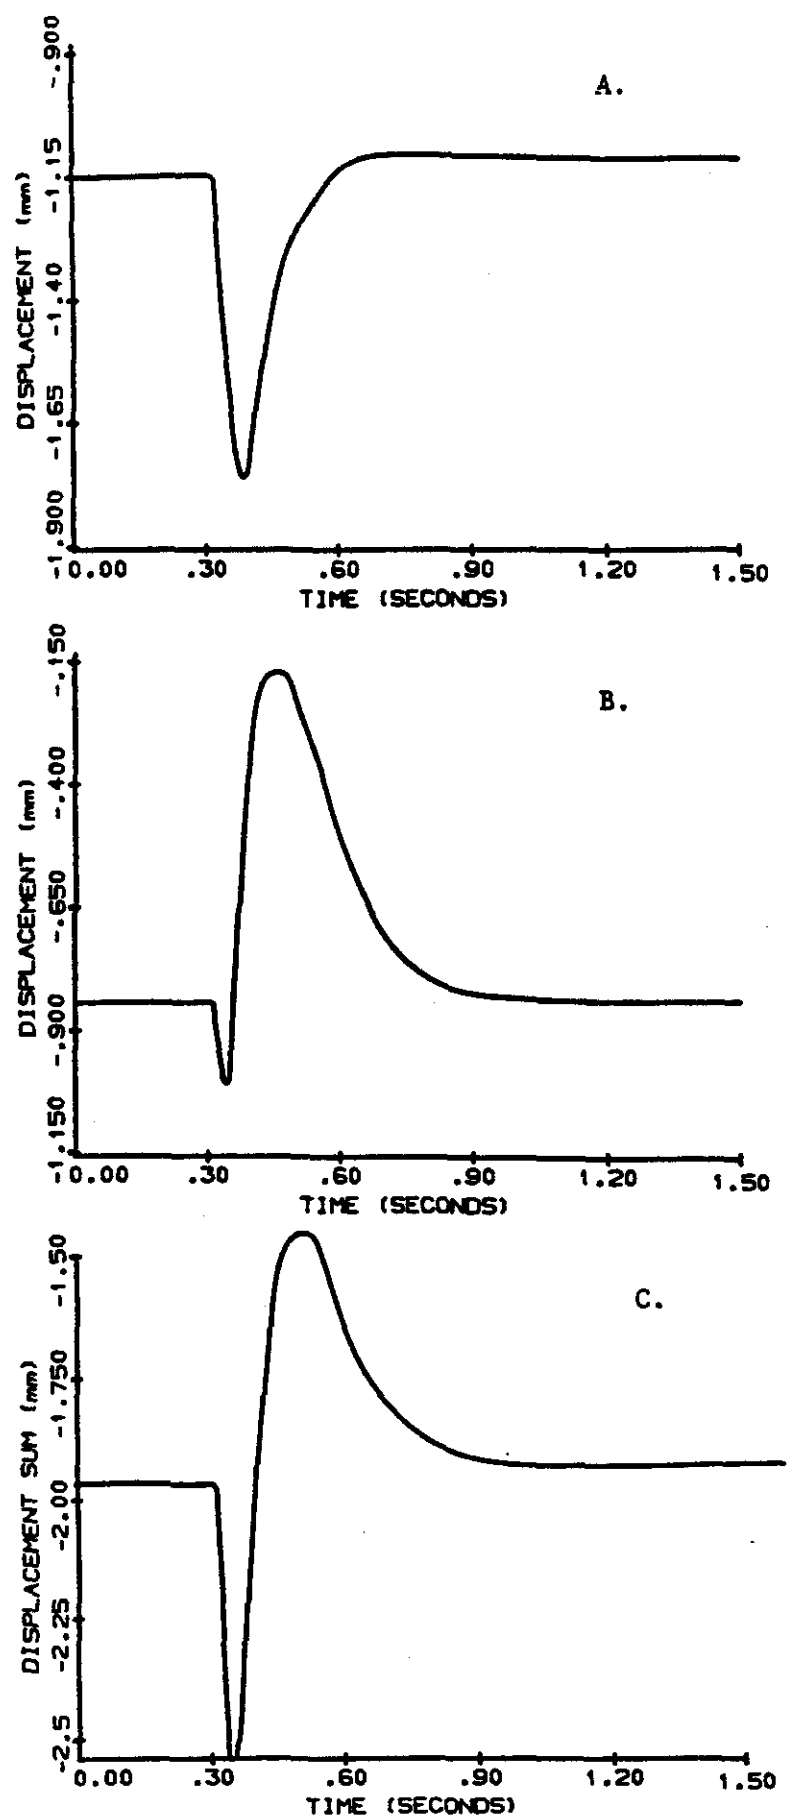 A.
DISPLACEMENT (mm)
-.900
-1.15
-1.40
-1.65
-1.900
-0.00 .30 .60 .90 1.20 1.50
TIME (SECONDS)
B.
DISPLACEMENT (mm)
-.150
-.400
-.650
-.900
-1.150
-0.00 .30 .60 .90 1.20 1.50
TIME (SECONDS)
C.
DISPLACEMENT SUM (mm)
-1.50
-1.750
-2.00
-2.25
-2.5
0.00 .30 .60 .90 1.20 1.50
TIME (SECONDS)